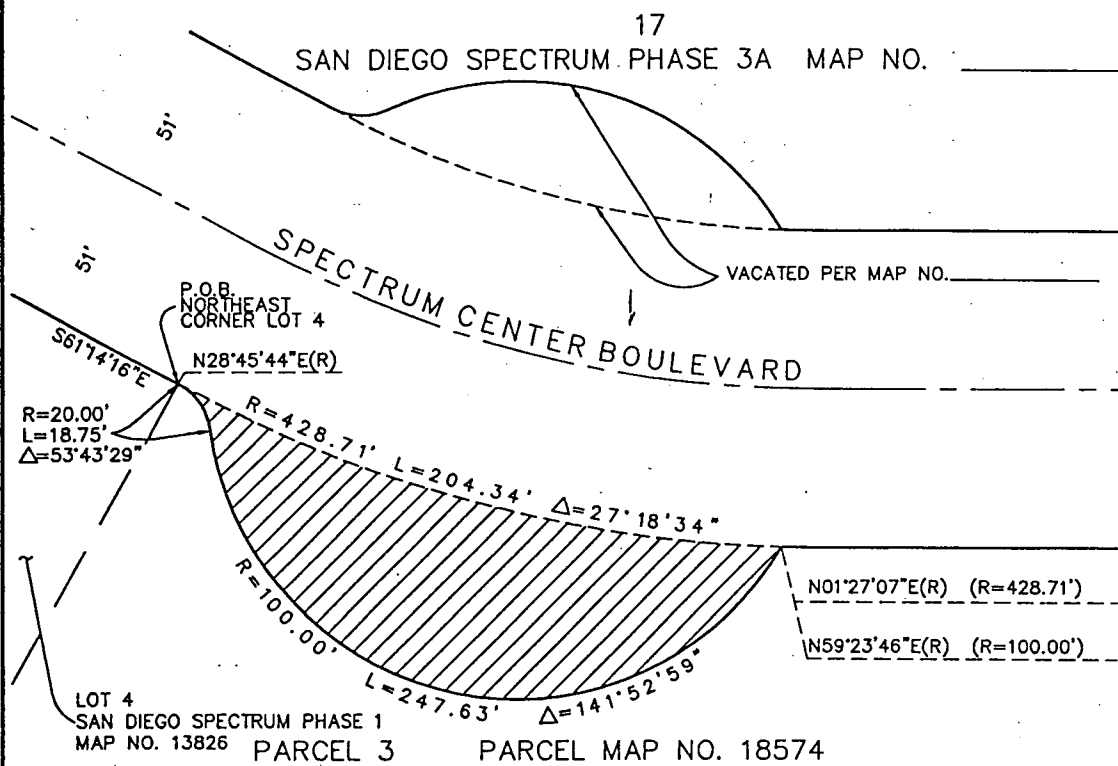 17
SAN DIEGO SPECTRUM PHASE 3A MAP NO.
51'
51'
SPECTRUM CENTER BOULEVARD
VACATED PER MAP NO.
P.O.B.
NORTHEAST
CORNER LOT 4
S61°14'16"E
N28°45'44"E(R)
R=20.00'
L=18.75'
Δ=53°43'29"
R=428.71' L=204.34' Δ=27°18'34"
R=100.00'
L=247.63' Δ=141°52'59"
N01°27'07"E(R) (R=428.71')
N59°23'46"E(R) (R=100.00')
LOT 4
SAN DIEGO SPECTRUM PHASE 1
MAP NO. 13826
PARCEL 3 PARCEL MAP NO. 18574